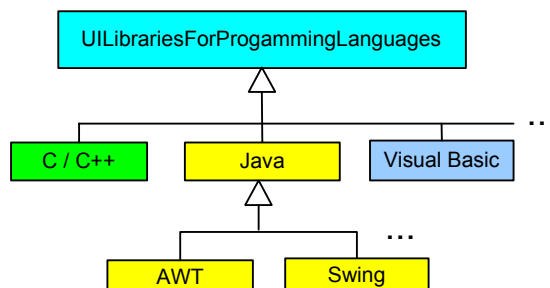 UILibrariesForProgammingLanguages
...
C / C++
Java
Visual Basic
...
AWT
Swing